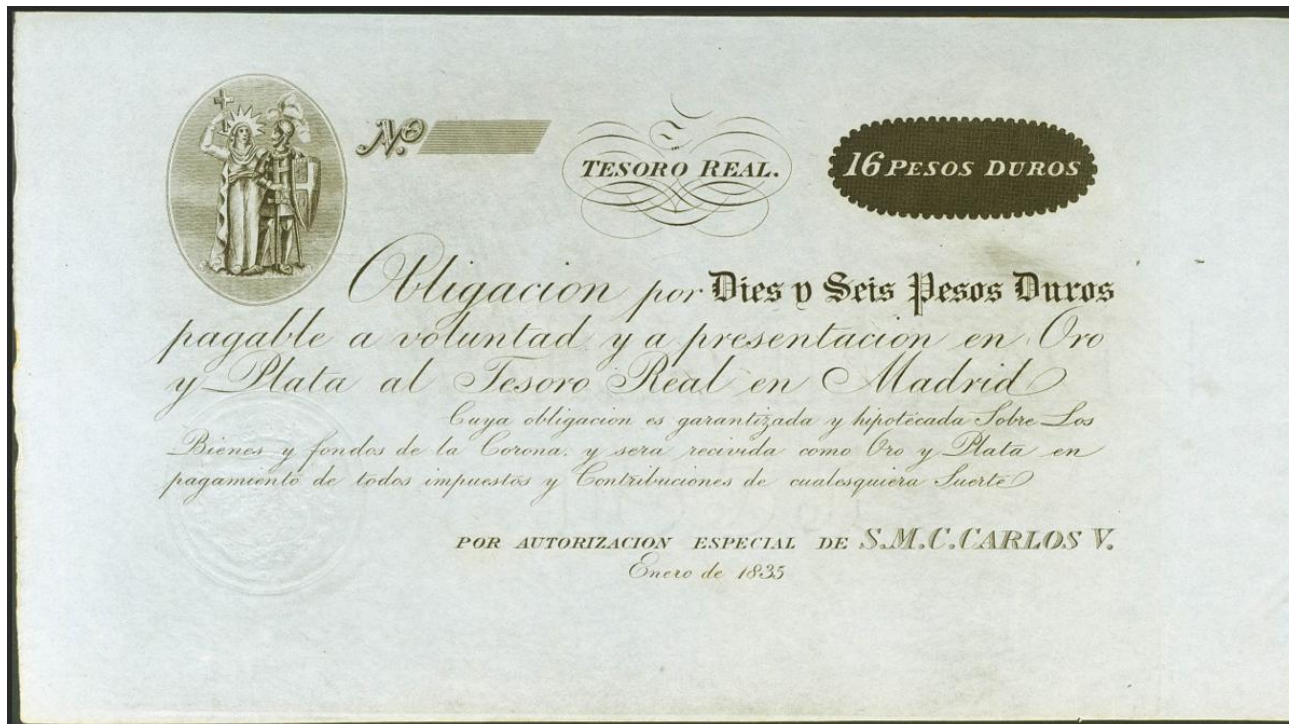 No.
TESORO REAL.
16 PESOS DUROS
Obligacion por Dies y Seis Pesos Duros
pagable a voluntad y a presentacion en Oro
y Plata al Tesoro Real en Madrid
Cuya obligacion es garantizada y hipotécada Sobre Los
Bienes y fondos de la Corona. y sera recivida como Oro y Plata en
pagamiento de todos impuestos y Contribuciones de cualesquiera Suerte
POR AUTORIZACION ESPECIAL DE S.M.C. CARLOS V.
Enero de 1835